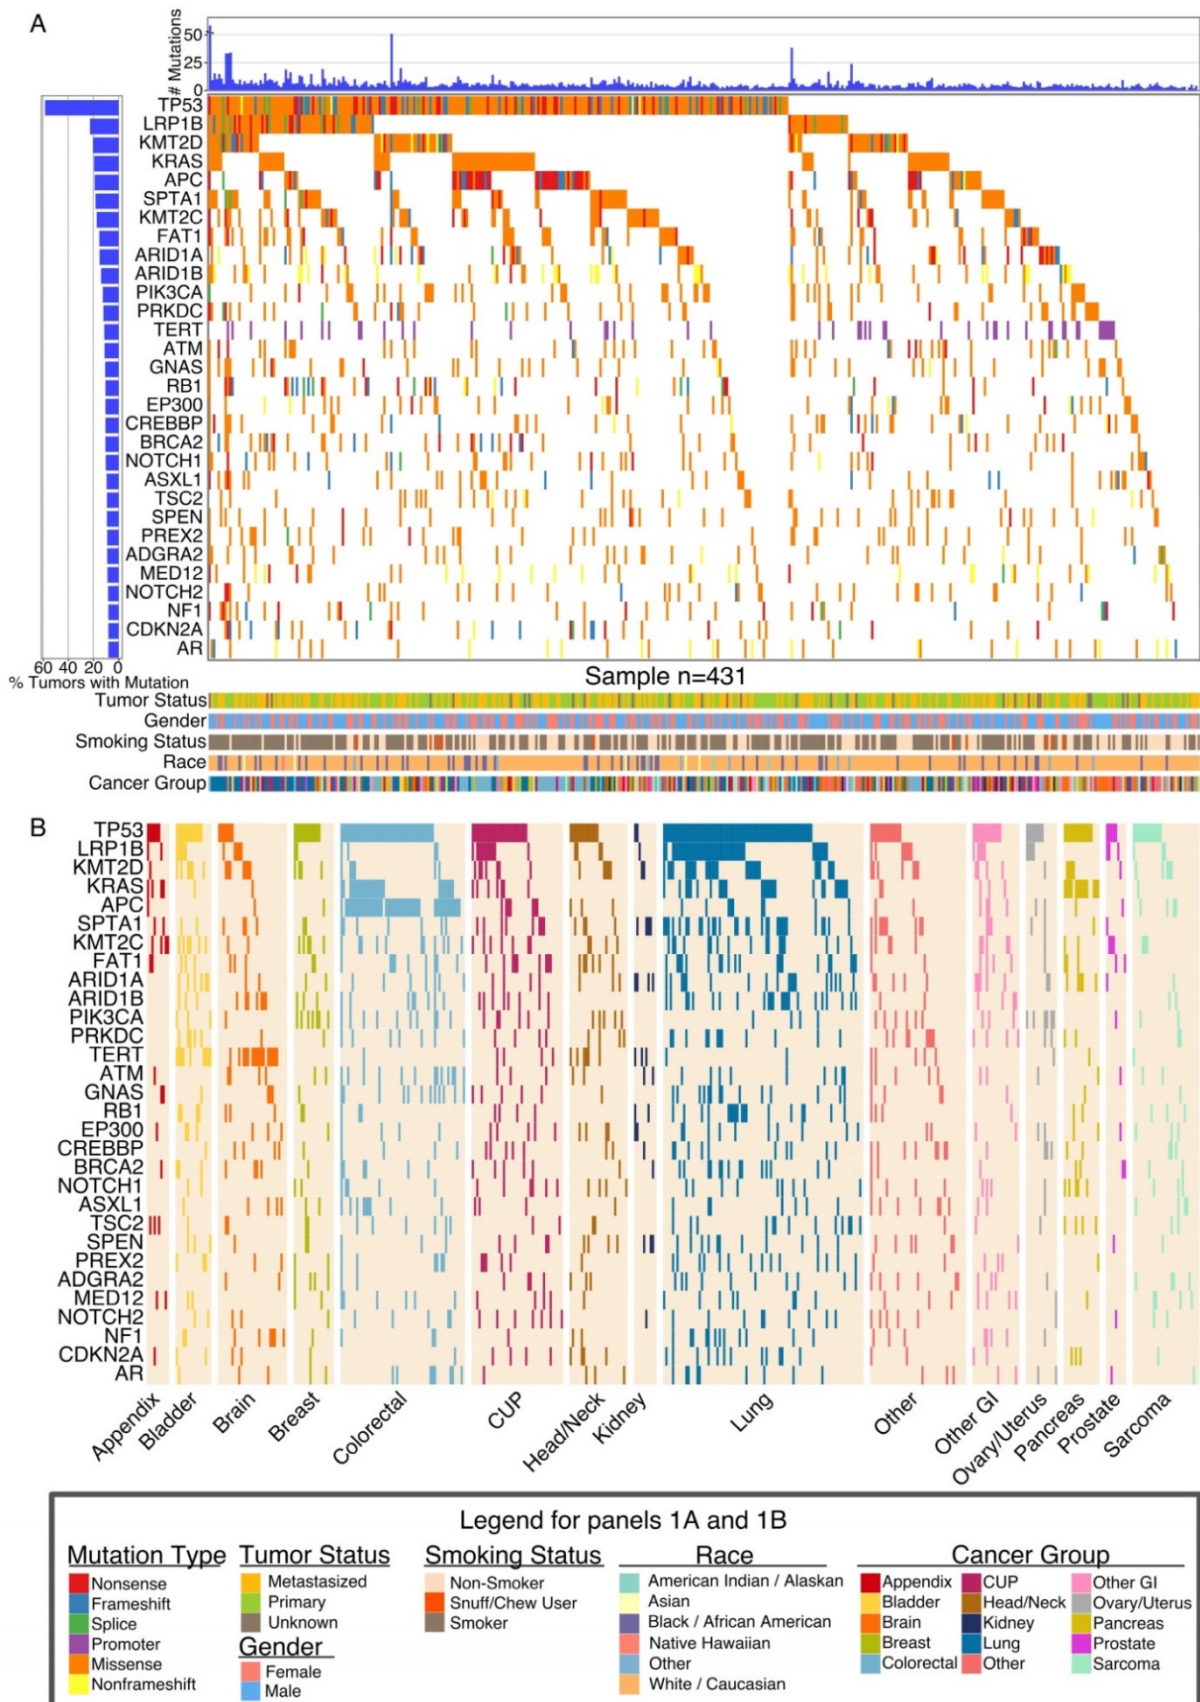 A
# Mutations
50
25
0
TP53
LRP1B
KMT2D
KRAS
APC
SPTA1
KMT2C
FAT1
ARID1A
ARID1B
PIK3CA
PRKDC
TERT
ATM
GNAS
RB1
EP300
CREBBP
BRCA2
NOTCH1
ASXL1
TSC2
SPEN
PREX2
ADGRA2
MED12
NOTCH2
NF1
CDKN2A
AR
60 40 20 0
% Tumors with Mutation
Sample n=431
Tumor Status
Gender
Smoking Status
Race
Cancer Group
B
TP53
LRP1B
KMT2D
KRAS
APC
SPTA1
KMT2C
FAT1
ARID1A
ARID1B
PIK3CA
PRKDC
TERT
ATM
GNAS
RB1
EP300
CREBBP
BRCA2
NOTCH1
ASXL1
TSC2
SPEN
PREX2
ADGRA2
MED12
NOTCH2
NF1
CDKN2A
AR
Appendix
Bladder
Brain
Breast
Colorectal
CUP
Head/Neck
Kidney
Lung
Other
Other GI
Ovary/Uterus
Pancreas
Prostate
Sarcoma
Legend for panels 1A and 1B
Mutation Type
Nonsense
Frameshift
Splice
Promoter
Missense
Nonframeshift
Tumor Status
Metastasized
Primary
Unknown
Gender
Female
Male
Smoking Status
Non-Smoker
Snuff/Chew User
Smoker
Race
American Indian / Alaskan
Asian
Black / African American
Native Hawaiian
Other
White / Caucasian
Cancer Group
Appendix
Bladder
Brain
Breast
Colorectal
CUP
Head/Neck
Kidney
Lung
Other
Other GI
Ovary/Uterus
Pancreas
Prostate
Sarcoma